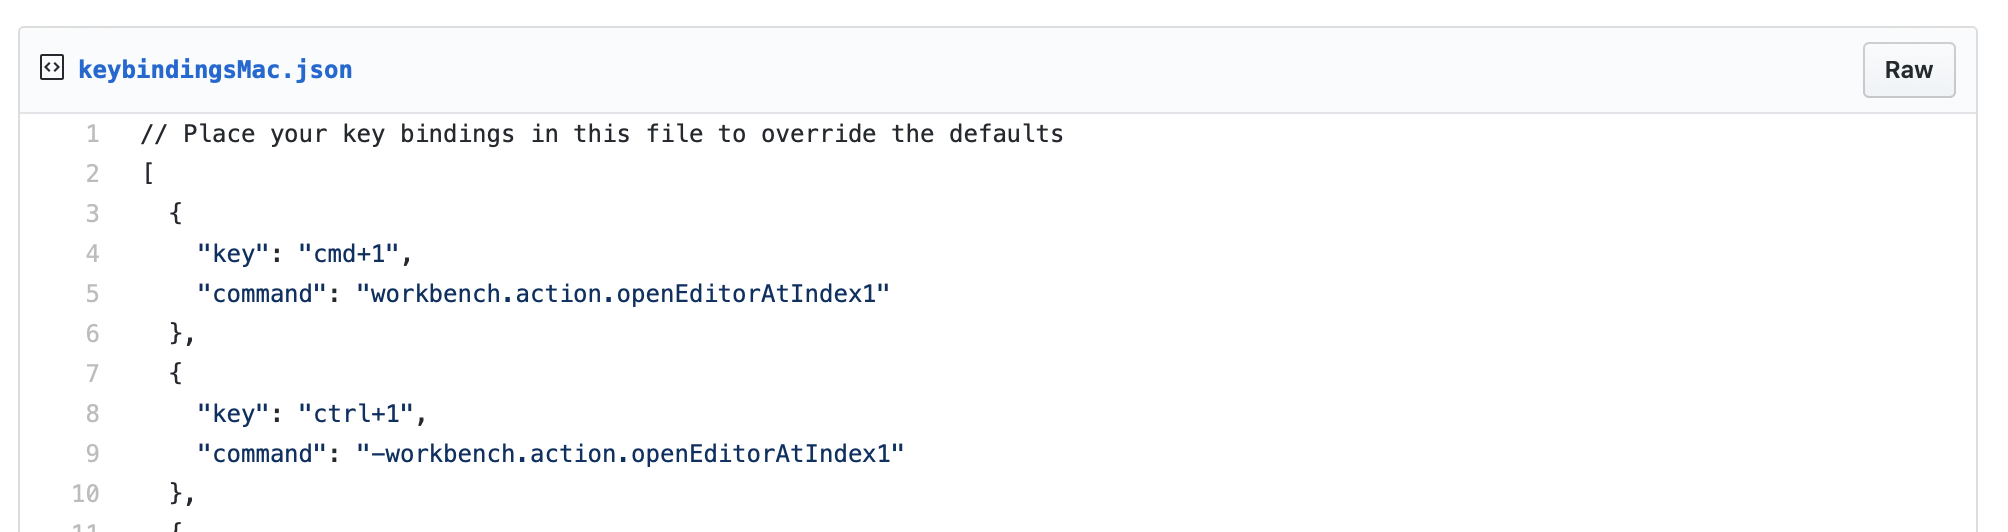 keybindingsMac.json
Raw
1 // Place your key bindings in this file to override the defaults
2 [
3   {
4     "key": "cmd+1",
5     "command": "workbench.action.openEditorAtIndex1"
6   },
7   {
8     "key": "ctrl+1",
9     "command": "-workbench.action.openEditorAtIndex1"
10   },
11   {